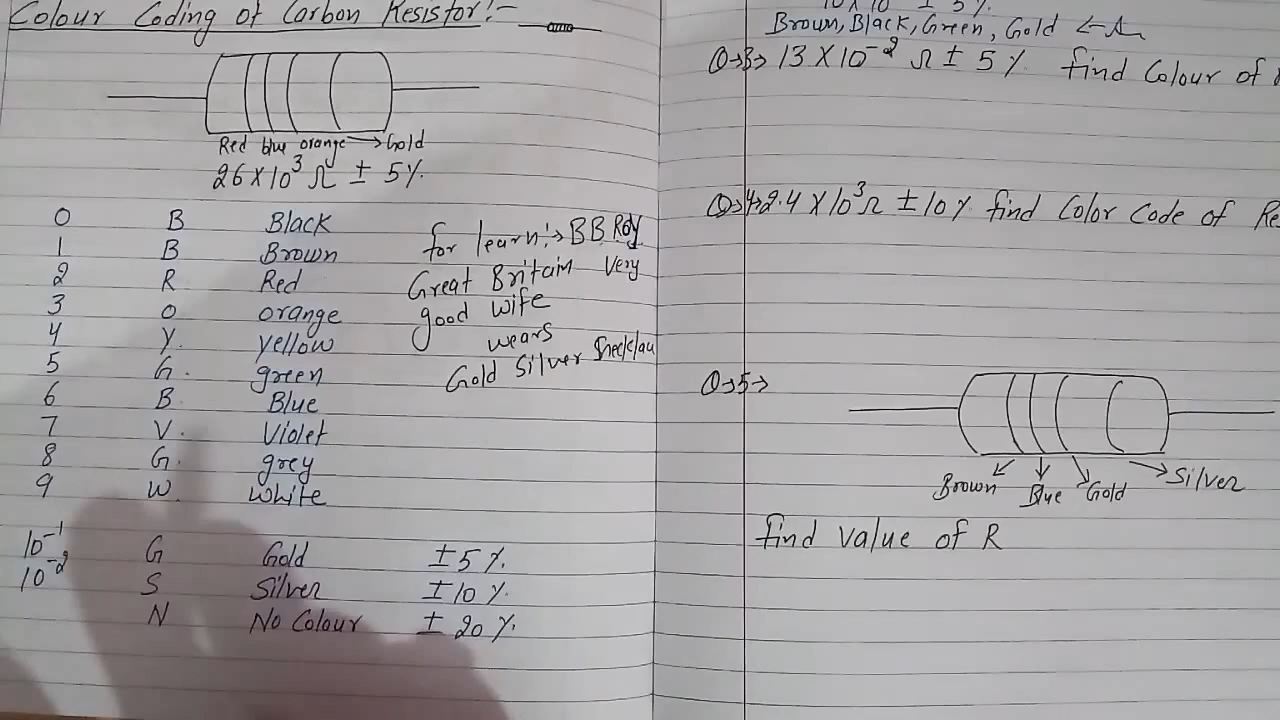 Colour Coding of Carbon Resistor:-
Red blue orange → Gold
26 × 10³ Ω ± 5 %.
0 B Black
1 B Brown
2 R Red
3 O orange
4 Y. yellow
5 G. green
6 B. Blue
7 V. Violet
8 G. grey
9 W. White
for learn:→ BB Roy
Great Britain Very
good wife
wears
Gold Silver
10⁻¹ G Gold ± 5 %.
10⁻² S Silver ± 10 %.
N No Colour ± 20 %.
Brown, Black, Green, Gold ← A
Q→3→ 13 × 10⁻² Ω ± 5 % find Colour of
Q→4→ 2.4 × 10³ Ω ± 10 % find Color Code of Re
Q→5→
Brown Blue Gold Silver
find value of R